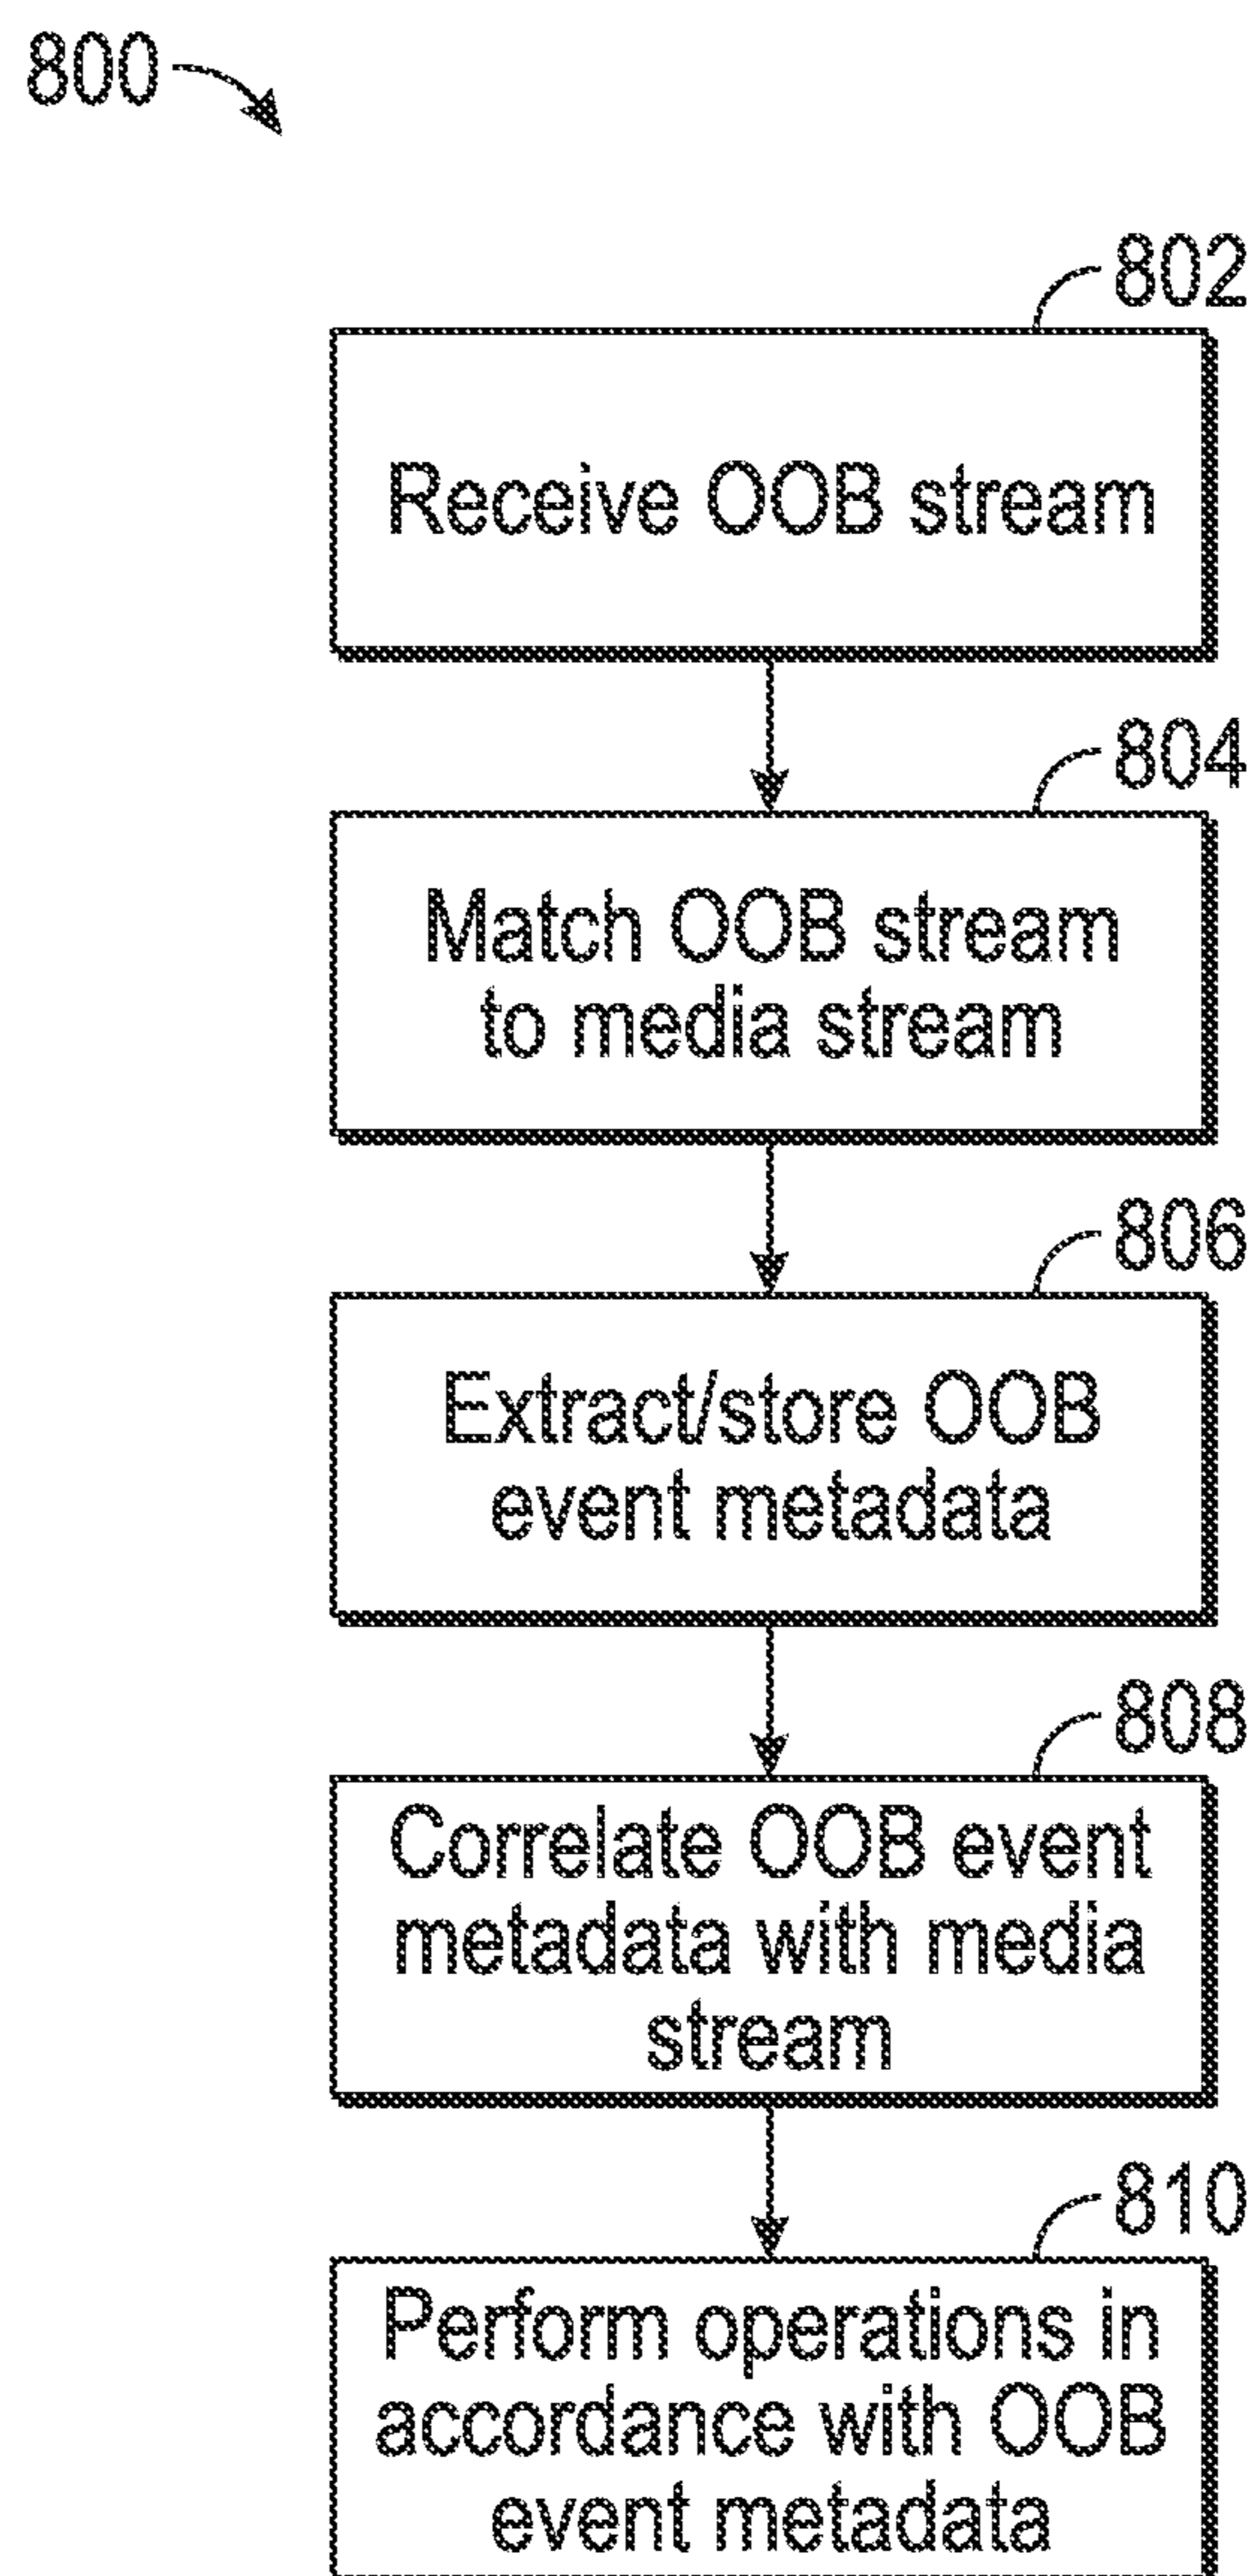 800
802
Receive OOB stream
804
Match OOB stream
to media stream
806
Extract/store OOB
event metadata
808
Correlate OOB event
metadata with media
stream
810
Perform operations in
accordance with OOB
event metadata